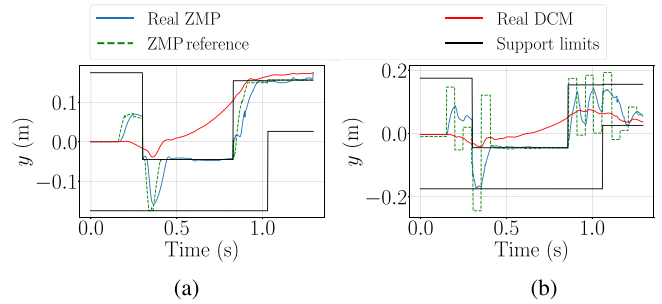 Real ZMP
ZMP reference
Real DCM
Support limits
y (m)
0.1
0.0
−0.1
0.0 0.5 1.0
Time (s)
(a)
y (m)
0.2
0.0
−0.2
0.0 0.5 1.0
Time (s)
(b)